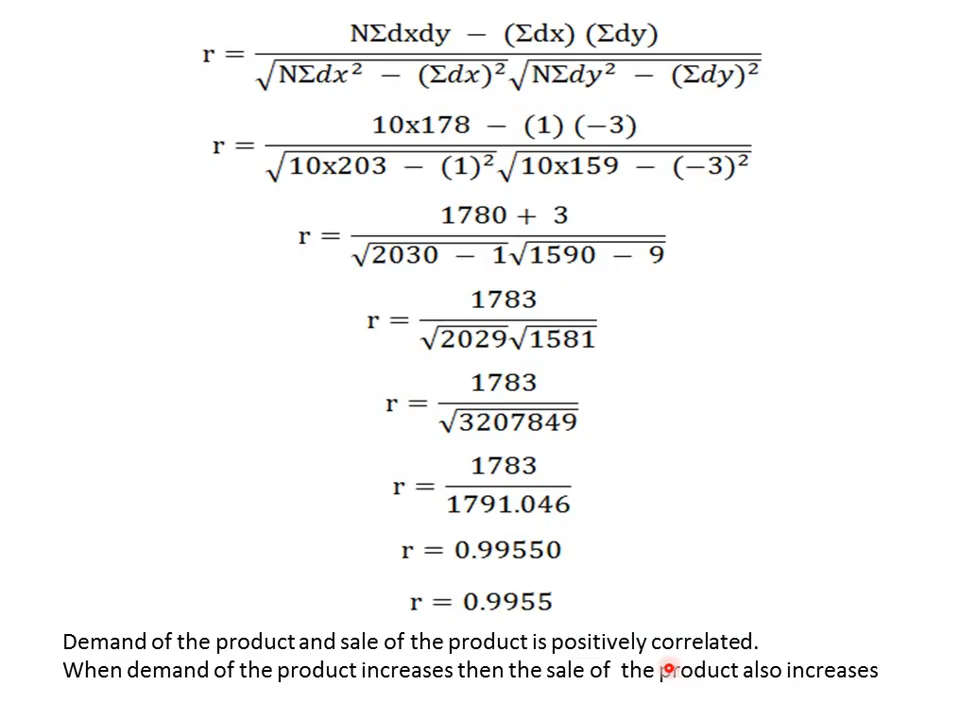 r = NΣdxdy − (Σdx) (Σdy) / √NΣdx² − (Σdx)² √NΣdy² − (Σdy)²
r = 10x178 − (1) (−3) / √10x203 − (1)² √10x159 − (−3)²
r = 1780 + 3 / √2030 − 1 √1590 − 9
r = 1783 / √2029 √1581
r = 1783 / √3207849
r = 1783 / 1791.046
r = 0.99550
r = 0.9955
Demand of the product and sale of the product is positively correlated.
When demand of the product increases then the sale of the product also increases